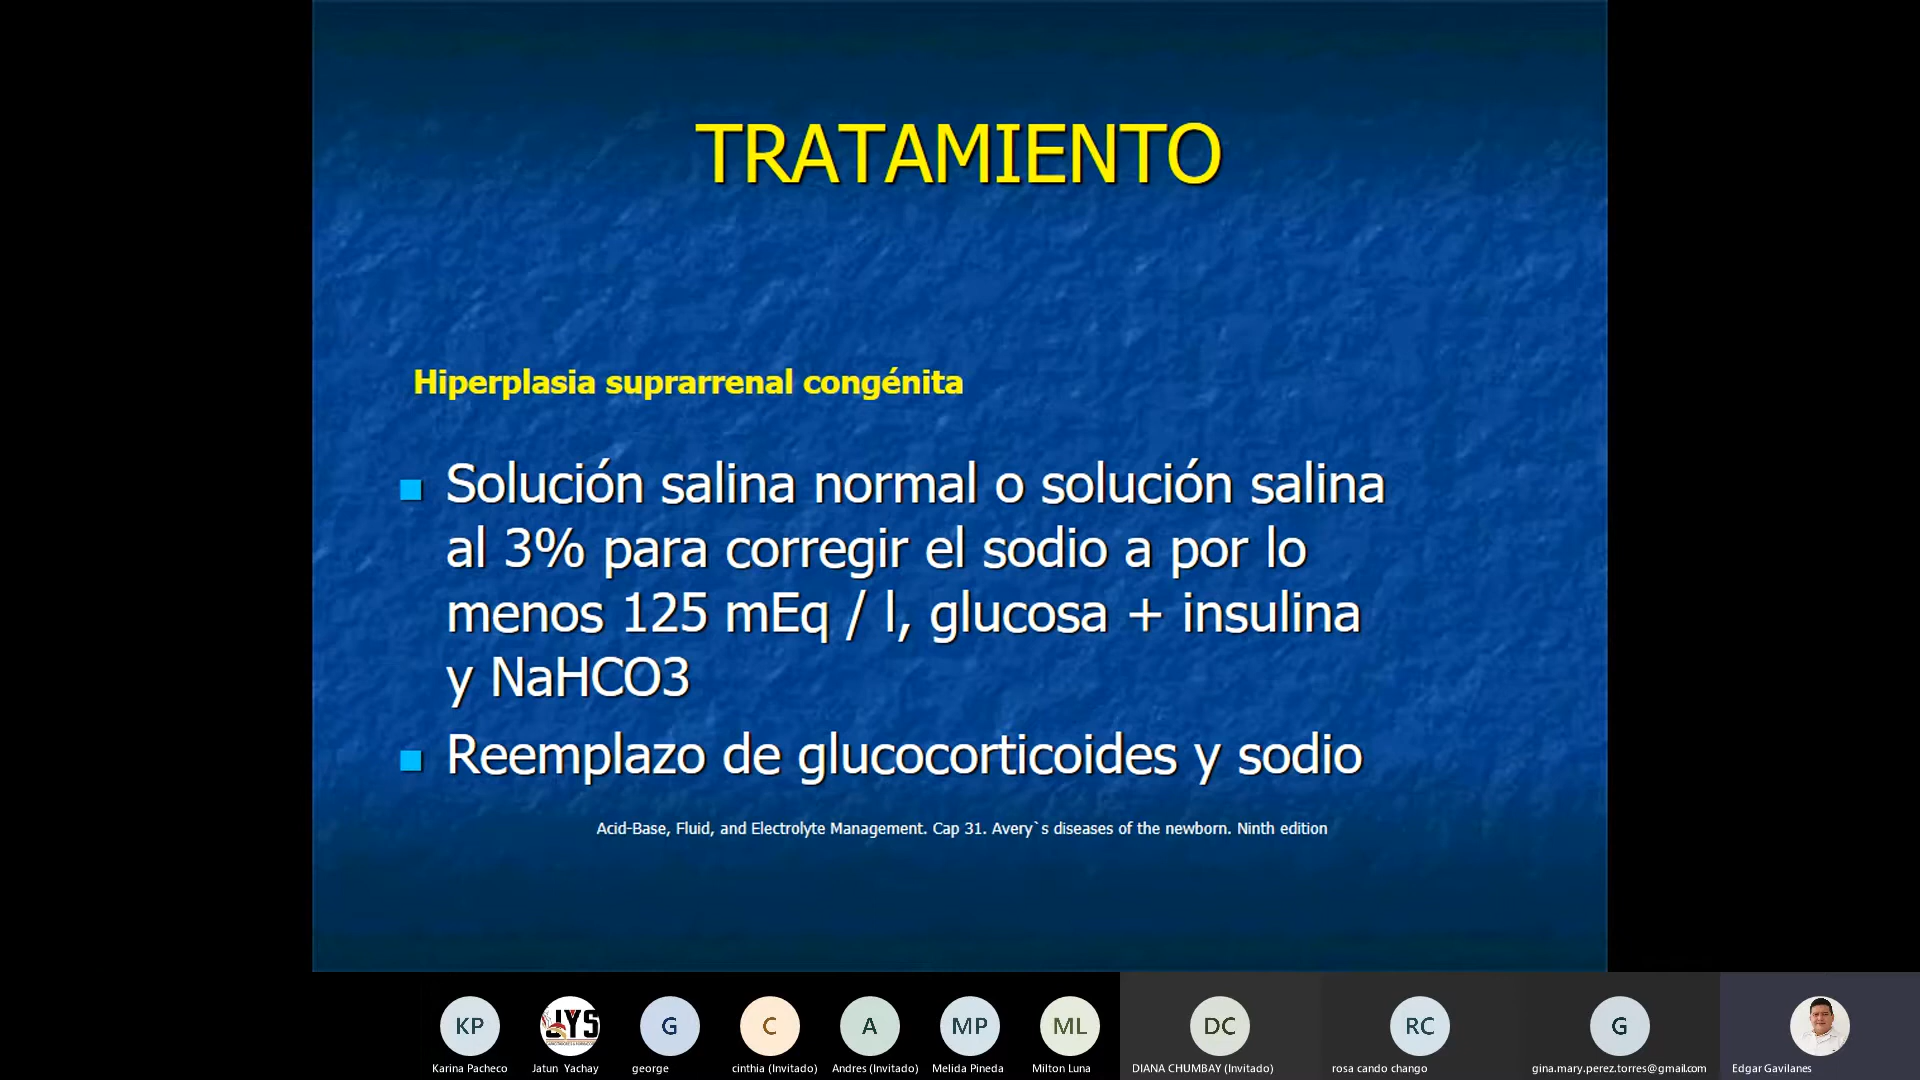 TRATAMIENTO
Hiperplasia suprarrenal congénita
Solución salina normal o solución salina
al 3% para corregir el sodio a por lo
menos 125 mEq / l, glucosa + insulina
y NaHCO3
Reemplazo de glucocorticoides y sodio
Acid-Base, Fluid, and Electrolyte Management. Cap 31. Avery`s diseases of the newborn. Ninth edition
KP
JYS
G
C
A
MP
ML
DC
RC
G
Karina Pacheco
Jatun Yachay
george
cinthia (Invitado)
Andres (Invitado)
Melida Pineda
Milton Luna
DIANA CHUMBAY (Invitado)
rosa cando chango
gina.mary.perez.torres@gmail.com
Edgar Gavilanes